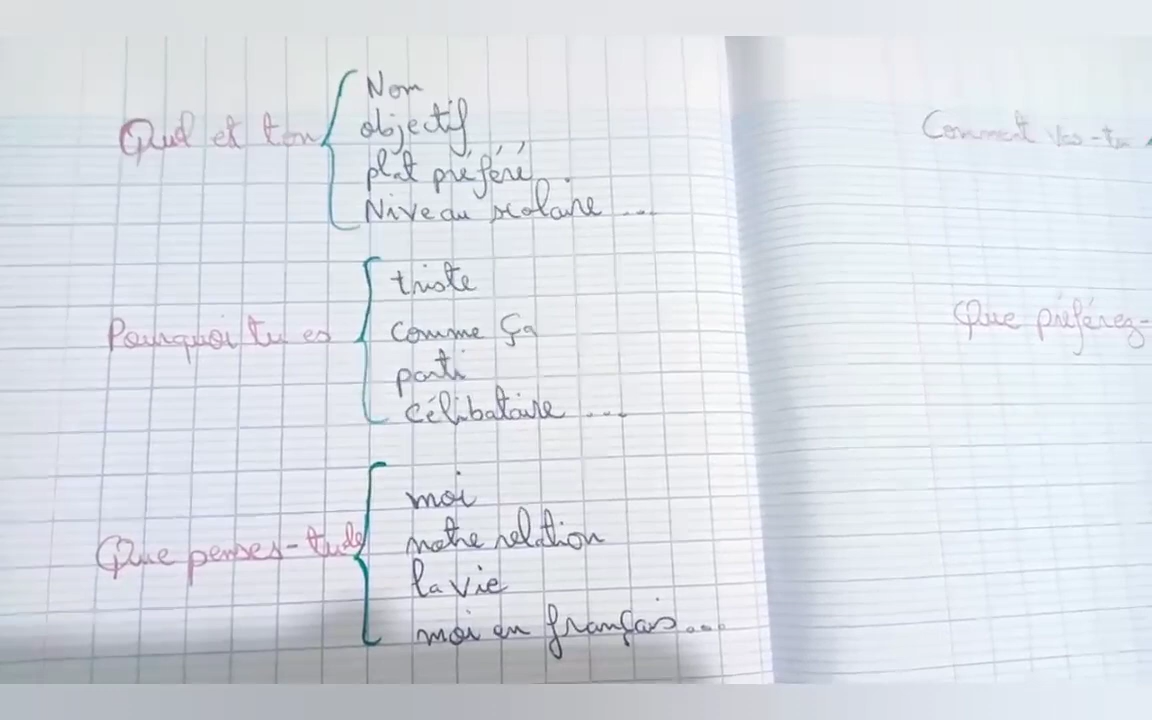 Quel et ton
Nom
objectif
plat préféré
Niveau scolaire ...
Pourquoi tu es
triste
comme ça
parti
célibataire ...
Que penses-tu de
moi
notre relation
la vie
moi en français...
Comment vas-tu
Que préférez-